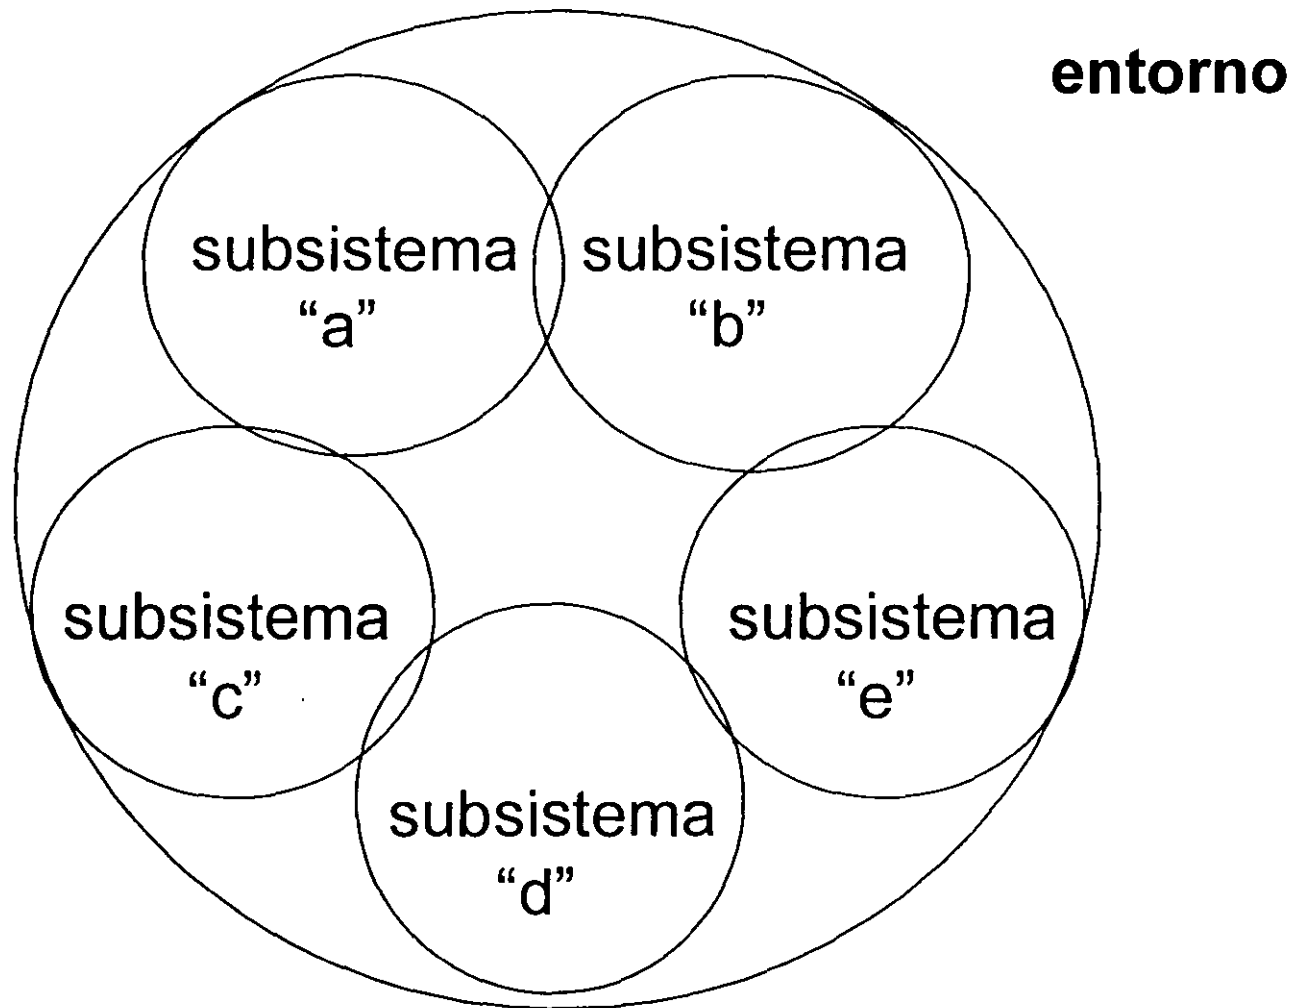 entorno
subsistema
“a”
subsistema
“b”
subsistema
“c”
subsistema
“e”
subsistema
“d”